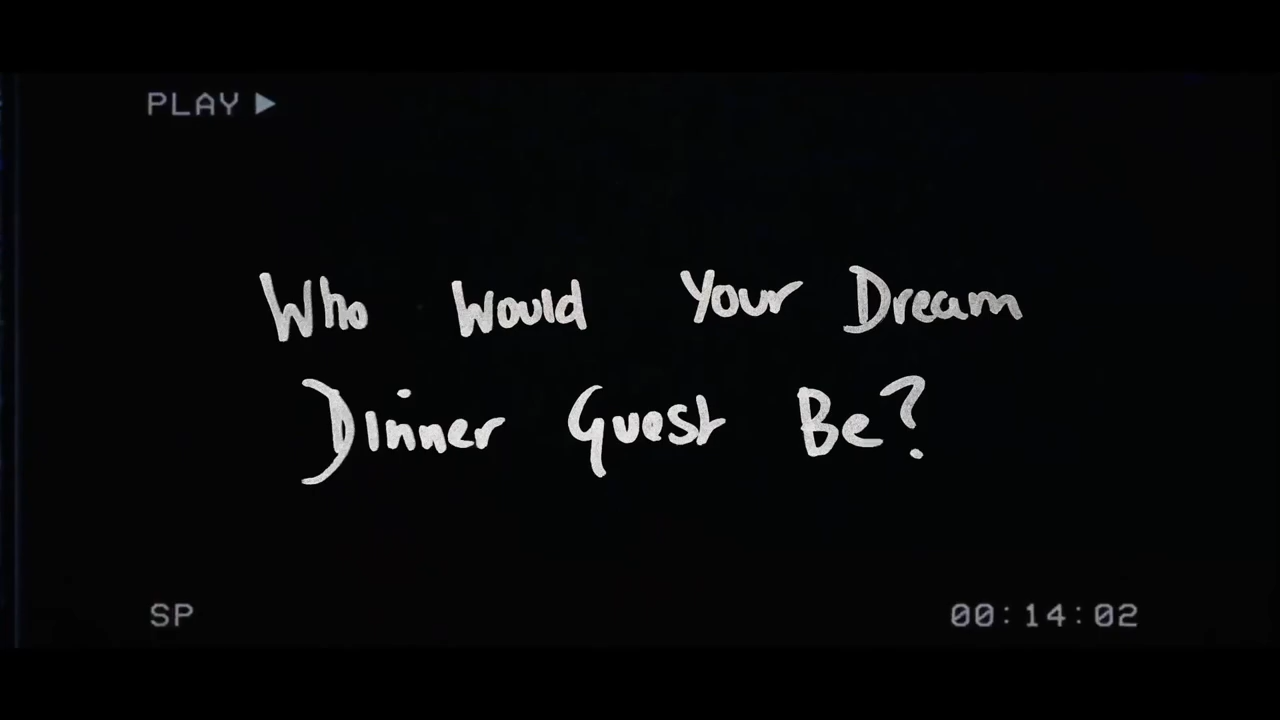 PLAY ▶
Who Would Your Dream
Dinner Guest Be?
SP
00:14:02